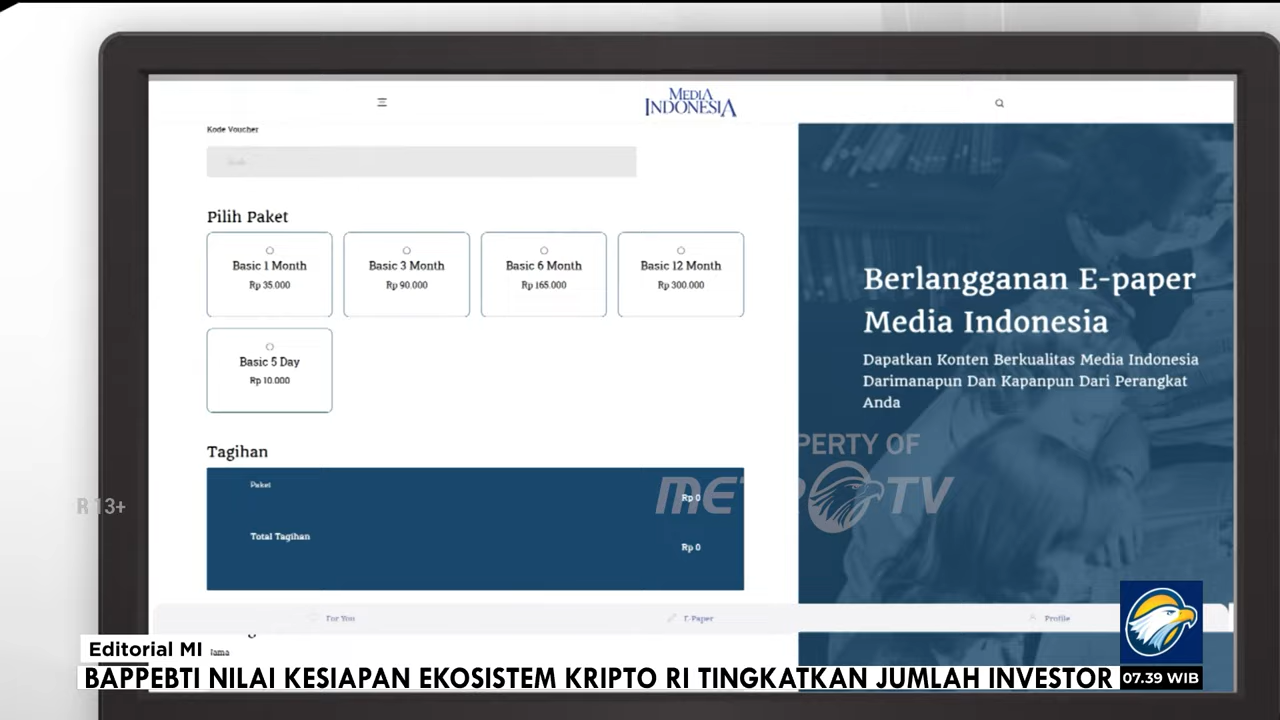 MEDIA
INDONESIA
Kode Voucher
Pilih Paket
Basic 1 Month
Rp 35.000
Basic 3 Month
Rp 90.000
Basic 6 Month
Rp 165.000
Basic 12 Month
Rp 300.000
Basic 5 Day
Rp 10.000
Tagihan
Paket
Rp 0
Total Tagihan
Rp 0
Berlangganan E-paper
Media Indonesia
Dapatkan Konten Berkualitas Media Indonesia
Darimanapun Dan Kapanpun Dari Perangkat
Anda
PERTY OF
METRO TV
R 13+
For You
E-Paper
Profile
Editorial MI
BAPPEBTI NILAI KESIAPAN EKOSISTEM KRIPTO RI TINGKATKAN JUMLAH INVESTOR
07.39 WIB